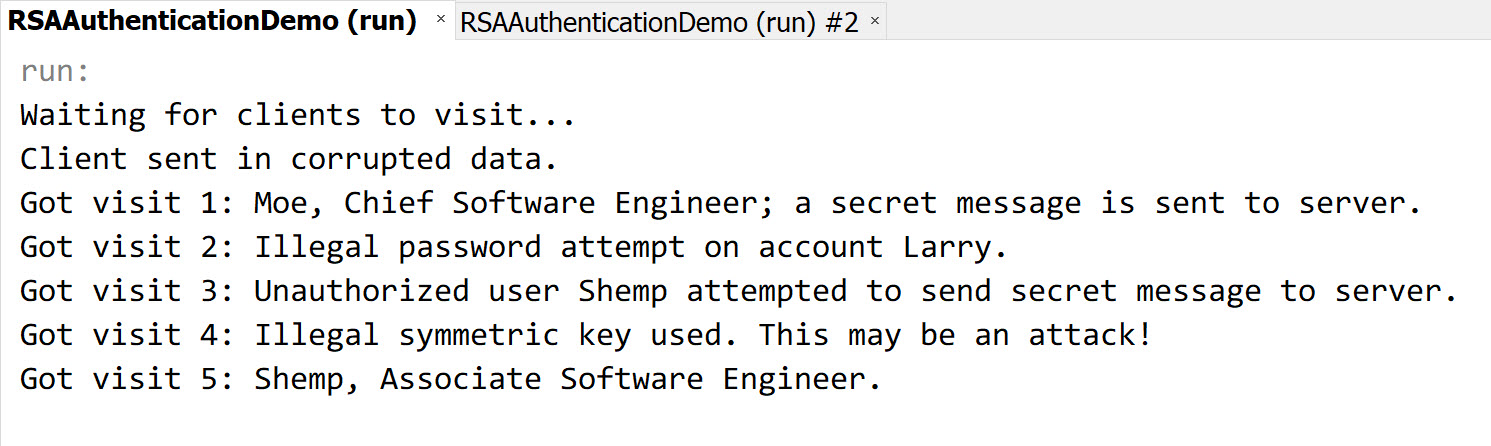 RSAAuthenticationDemo (run) × RSAAuthenticationDemo (run) #2 ×
run:
Waiting for clients to visit...
Client sent in corrupted data.
Got visit 1: Moe, Chief Software Engineer; a secret message is sent to server.
Got visit 2: Illegal password attempt on account Larry.
Got visit 3: Unauthorized user Shemp attempted to send secret message to server.
Got visit 4: Illegal symmetric key used. This may be an attack!
Got visit 5: Shemp, Associate Software Engineer.